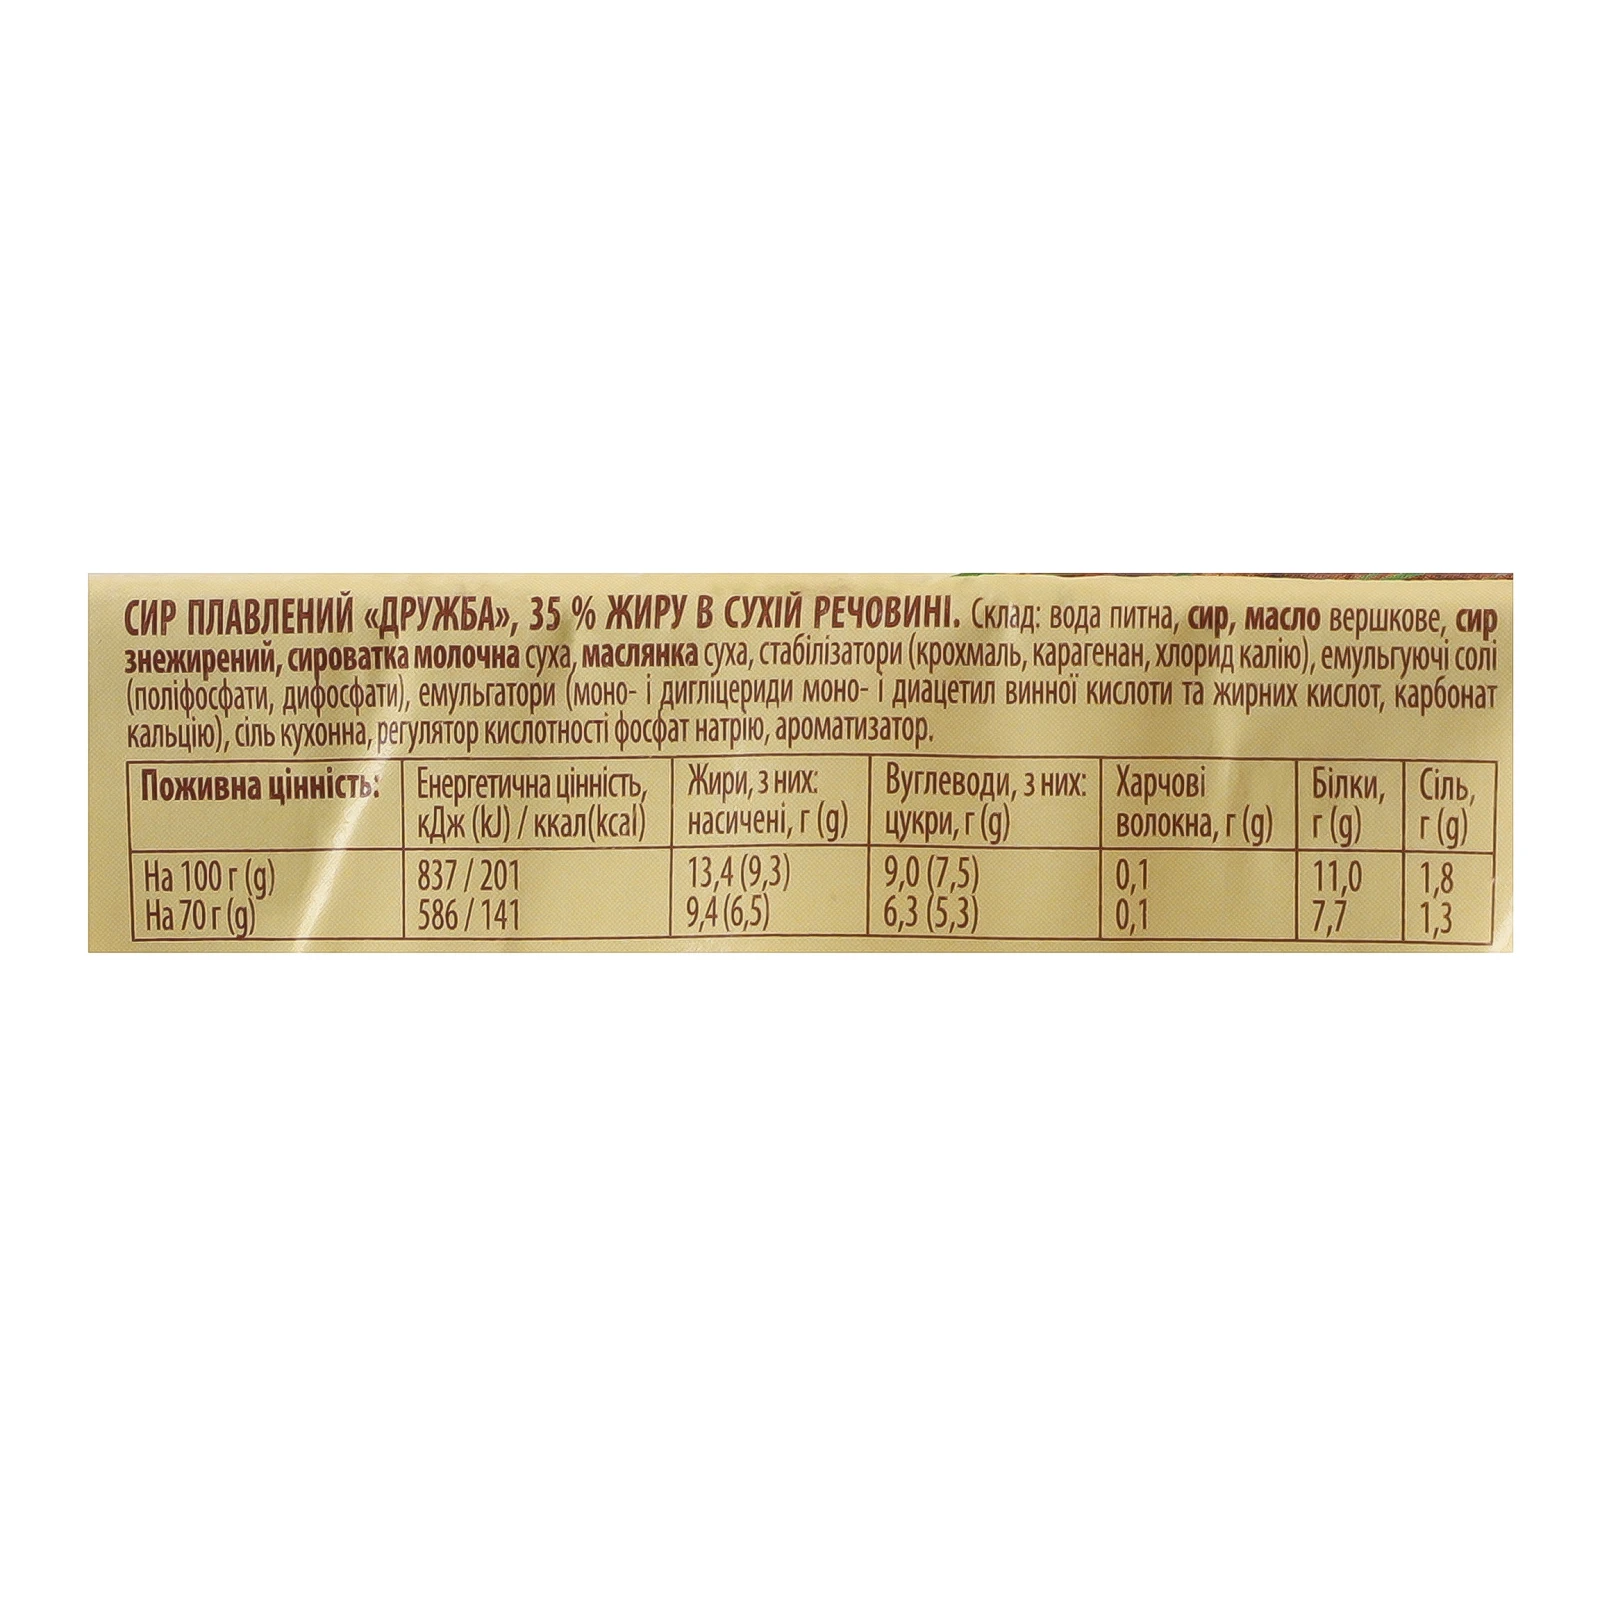 СИР ПЛАВЛЕНИЙ «ДРУЖБА», 35 % ЖИРУ В СУХІЙ РЕЧОВИНІ. Склад: вода питна, сир, масло вершкове, сир
знежирений, сироватка молочна суха, маслянка суха, стабілізатори (крохмаль, карагенан, хлорид калію), емульгуючі солі
(поліфосфати, дифосфати), емульгатори (моно- і дигліцериди моно- і диацетил винної кислоти та жирних кислот, карбонат
кальцію), сіль кухонна, регулятор кислотності фосфат натрію, ароматизатор.
Поживна цінність: Енергетична цінність, Жири, з них: Вуглеводи, з них: Харчові Білки, Сіль,
кДж (kJ) / ккал(kcal) насичені, г (g) цукри, г (g) волокна, г (g) г (g) г (g)
На 100 г (g) 837 / 201 13,4 (9,3) 9,0 (7,5) 0,1 11,0 1,8
На 70 г (g) 586 / 141 9,4 (6,5) 6,3 (5,3) 0,1 7,7 1,3